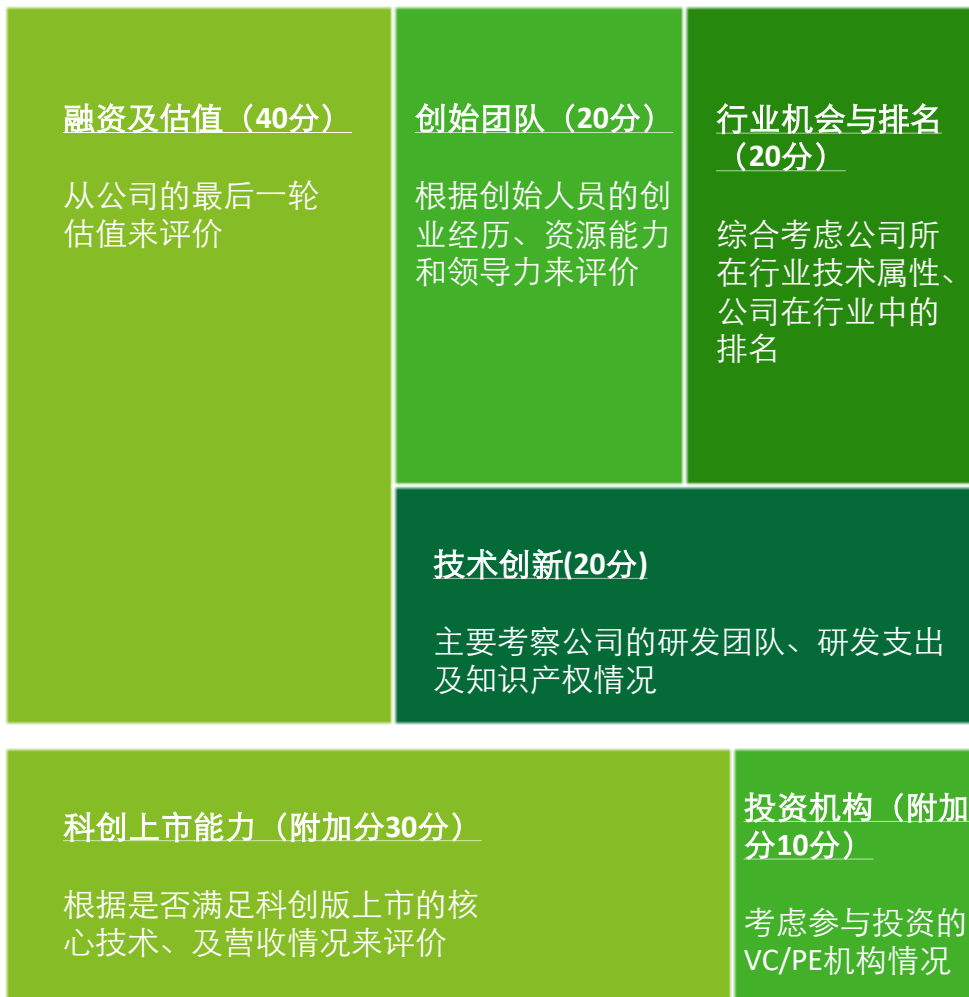 融资及估值（40分）
从公司的最后一轮
估值来评价
创始团队（20分）
根据创始人员的创
业经历、资源能力
和领导力来评价
行业机会与排名
（20分）
综合考虑公司所
在行业技术属性、
公司在行业中的
排名
技术创新(20分)
主要考察公司的研发团队、研发支出
及知识产权情况
科创上市能力（附加分30分）
根据是否满足科创版上市的核
心技术、及营收情况来评价
投资机构（附加
分10分）
考虑参与投资的
VC/PE机构情况